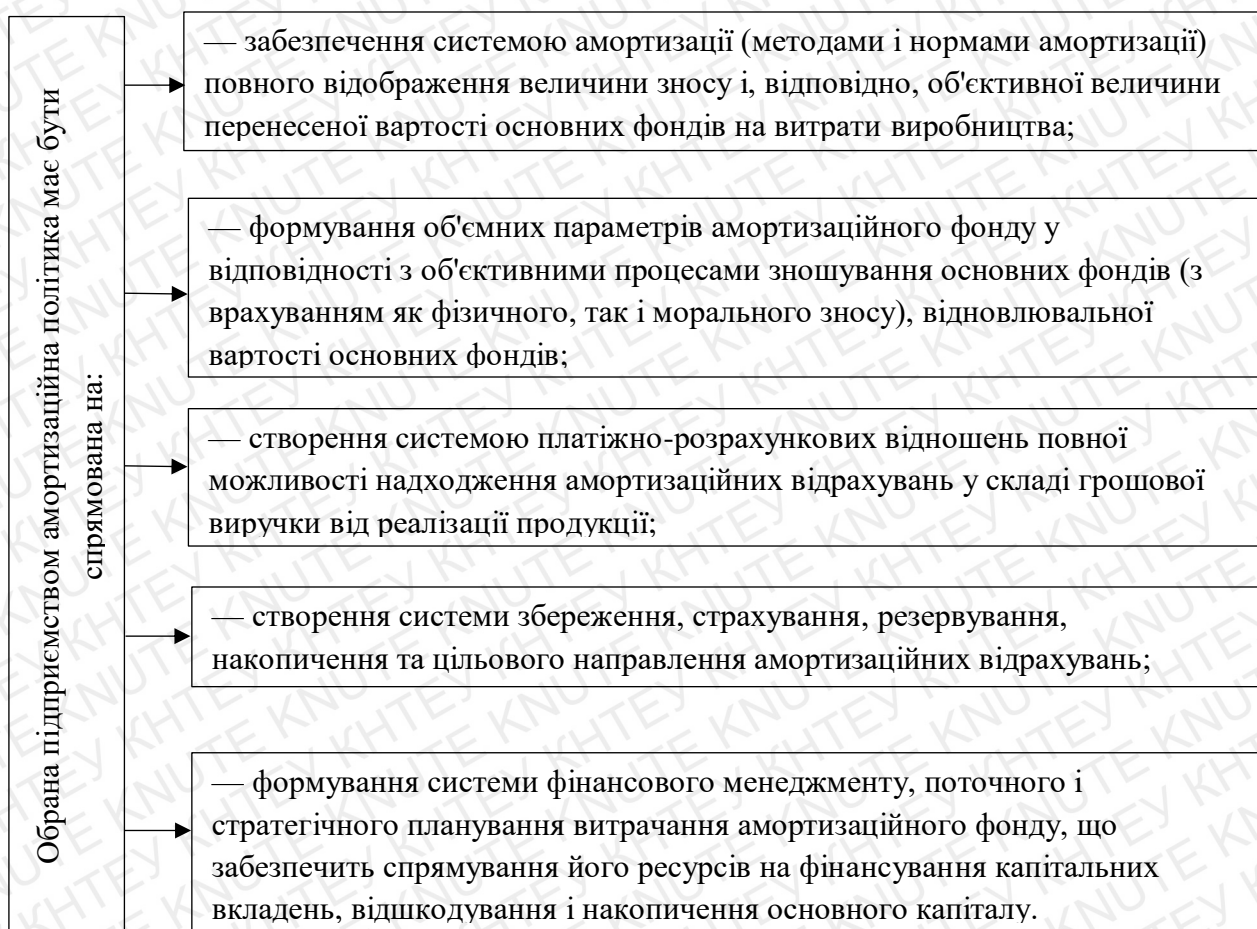 Обрана підприємством амортизаційна політика має бути
спрямована на:
— забезпечення системою амортизації (методами і нормами амортизації)
повного відображення величини зносу і, відповідно, об'єктивної величини
перенесеної вартості основних фондів на витрати виробництва;
— формування об'ємних параметрів амортизаційного фонду у
відповідності з об'єктивними процесами зношування основних фондів (з
врахуванням як фізичного, так і морального зносу), відновлювальної
вартості основних фондів;
— створення системою платіжно-розрахункових відношень повної
можливості надходження амортизаційних відрахувань у складі грошової
виручки від реалізації продукції;
— створення системи збереження, страхування, резервування,
накопичення та цільового направлення амортизаційних відрахувань;
— формування системи фінансового менеджменту, поточного і
стратегічного планування витрачання амортизаційного фонду, що
забезпечить спрямування його ресурсів на фінансування капітальних
вкладень, відшкодування і накопичення основного капіталу.